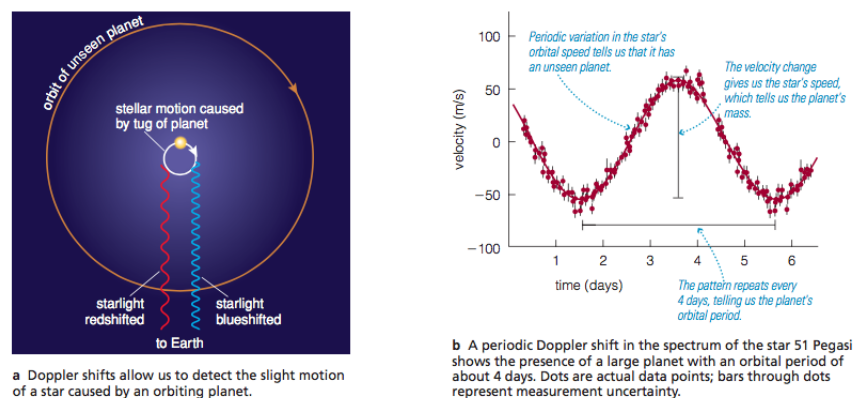 orbit of unseen planet
stellar motion caused
by tug of planet
starlight
redshifted
starlight
blueshifted
to Earth
a Doppler shifts allow us to detect the slight motion
of a star caused by an orbiting planet.
100
50
0
−50
−100
velocity (m/s)
1 2 3 4 5 6
time (days)
Periodic variation in the star's
orbital speed tells us that it has
an unseen planet.
The velocity change
gives us the star's speed,
which tells us the planet's
mass.
The pattern repeats every
4 days, telling us the planet's
orbital period.
b A periodic Doppler shift in the spectrum of the star 51 Pegasi
shows the presence of a large planet with an orbital period of
about 4 days. Dots are actual data points; bars through dots
represent measurement uncertainty.